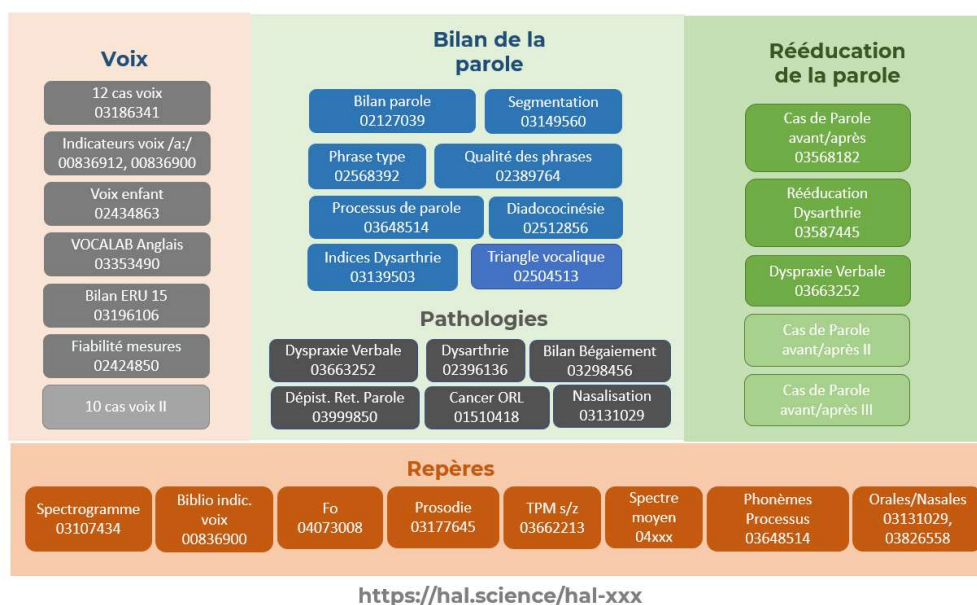 Voix
12 cas voix
03186341
Indicateurs voix /a:/
00836912, 00836900
Voix enfant
02434863
VOCALAB Anglais
03353490
Bilan ERU 15
03196106
Fiabilité mesures
02424850
10 cas voix II
Bilan de la
parole
Bilan parole
02127039
Segmentation
03149560
Phrase type
02568392
Qualité des phrases
02389764
Processus de parole
03648514
Diadococinésie
02512856
Indices Dysarthrie
03139503
Triangle vocalique
02504513
Pathologies
Dyspraxie Verbale
03663252
Dysarthrie
02396136
Bilan Bégaiement
03298456
Dépist. Ret. Parole
03999850
Cancer ORL
01510418
Nasalisation
03131029
Rééducation
de la parole
Cas de Parole
avant/après
03568182
Rééducation
Dysarthrie
03587445
Dyspraxie Verbale
03663252
Cas de Parole
avant/après II
Cas de Parole
avant/après III
Repères
Spectrogramme
03107434
Biblio indic.
voix
00836900
Fo
04073008
Prosodie
03177645
TPM s/z
03662213
Spectre
moyen
04xxx
Phonèmes
Processus
03648514
Orales/Nasales
03131029,
03826558
https://hal.science/hal-xxx